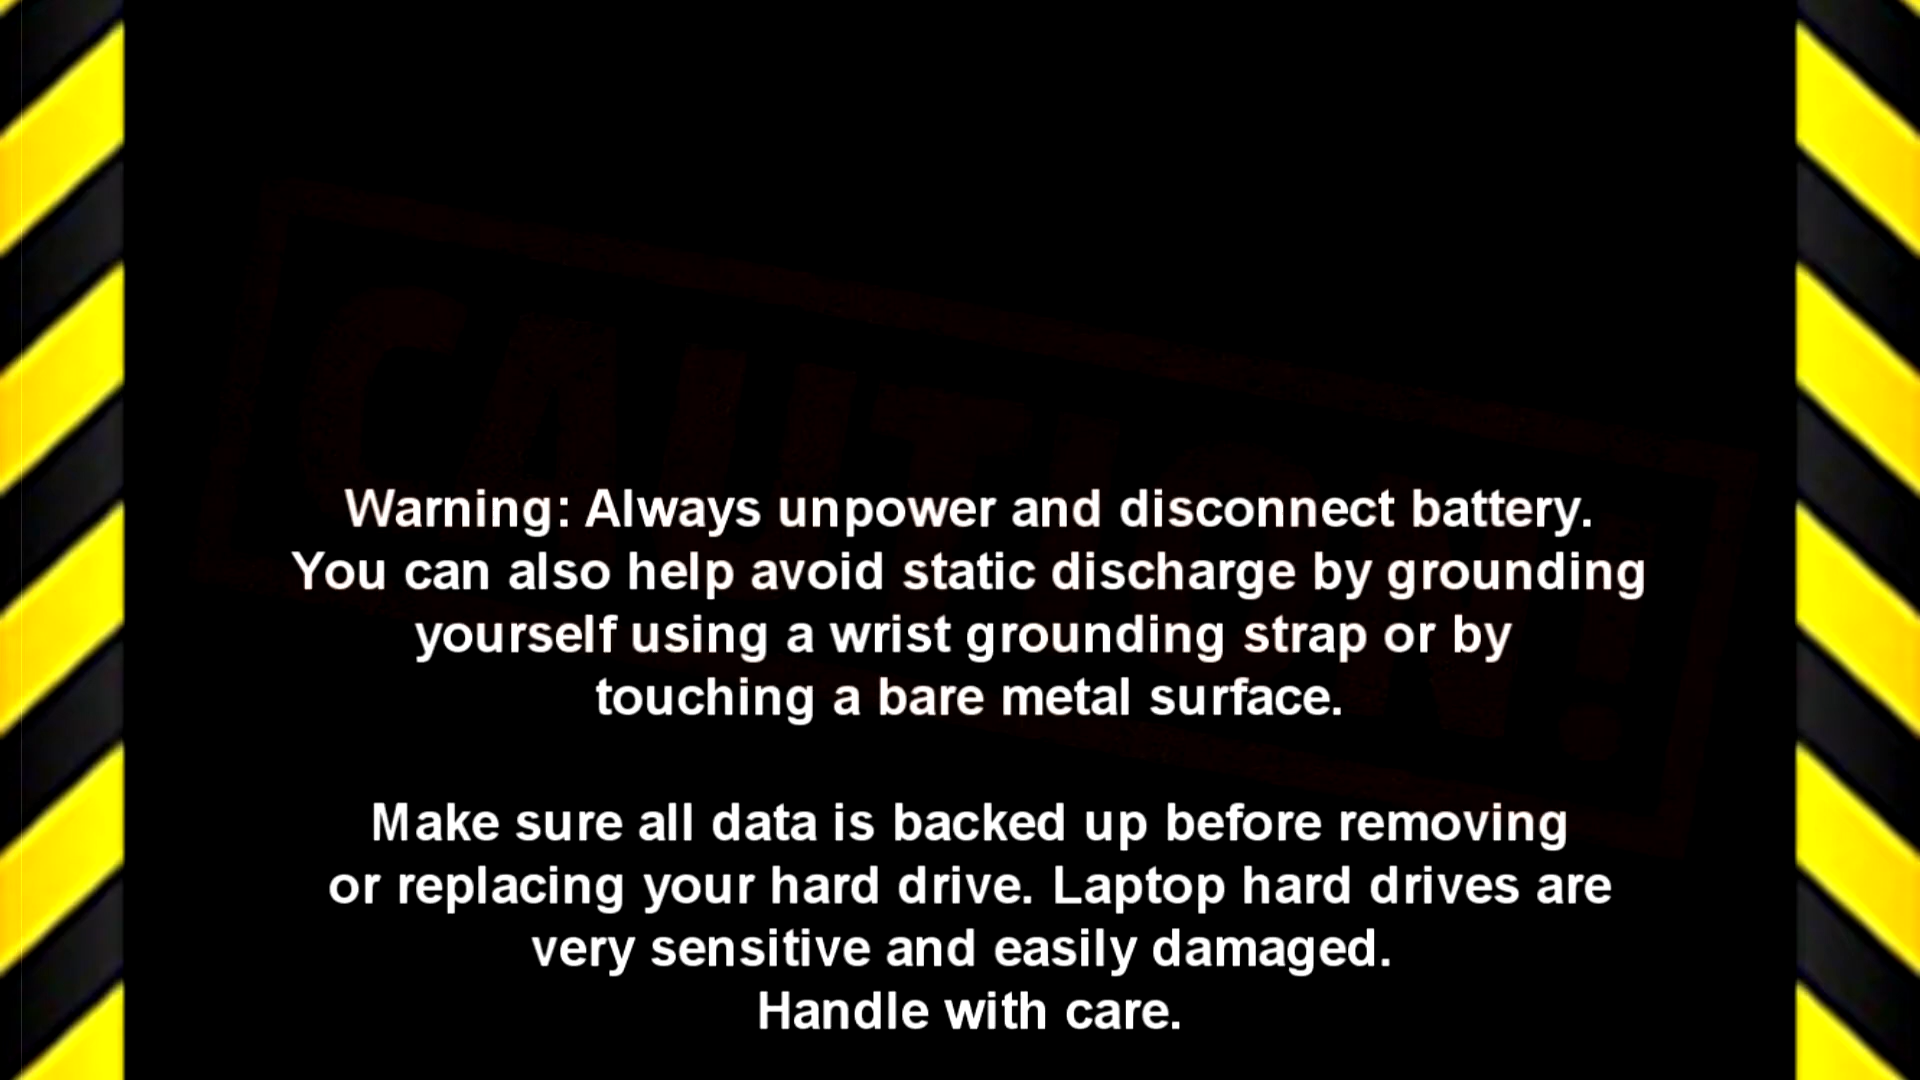 CAUTION!
Warning: Always unpower and disconnect battery.
You can also help avoid static discharge by grounding
yourself using a wrist grounding strap or by
touching a bare metal surface.
Make sure all data is backed up before removing
or replacing your hard drive. Laptop hard drives are
very sensitive and easily damaged.
Handle with care.